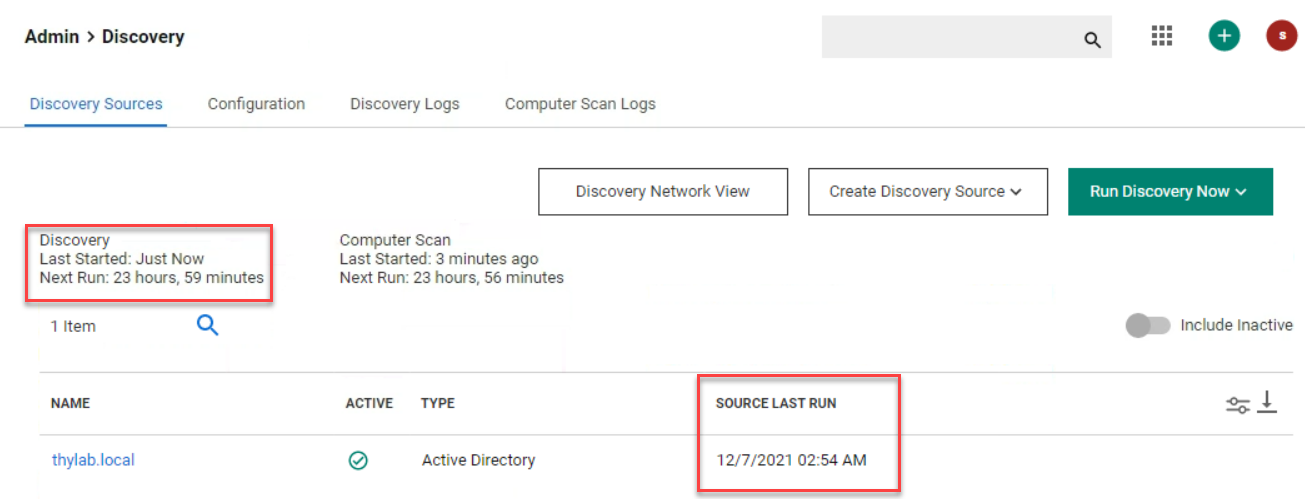 Admin > Discovery
s
Discovery Sources
Configuration
Discovery Logs
Computer Scan Logs
Discovery Network View
Create Discovery Source
Run Discovery Now
Discovery
Last Started: Just Now
Next Run: 23 hours, 59 minutes
Computer Scan
Last Started: 3 minutes ago
Next Run: 23 hours, 56 minutes
1 Item
Include Inactive
NAME
ACTIVE
TYPE
SOURCE LAST RUN
thylab.local
Active Directory
12/7/2021 02:54 AM